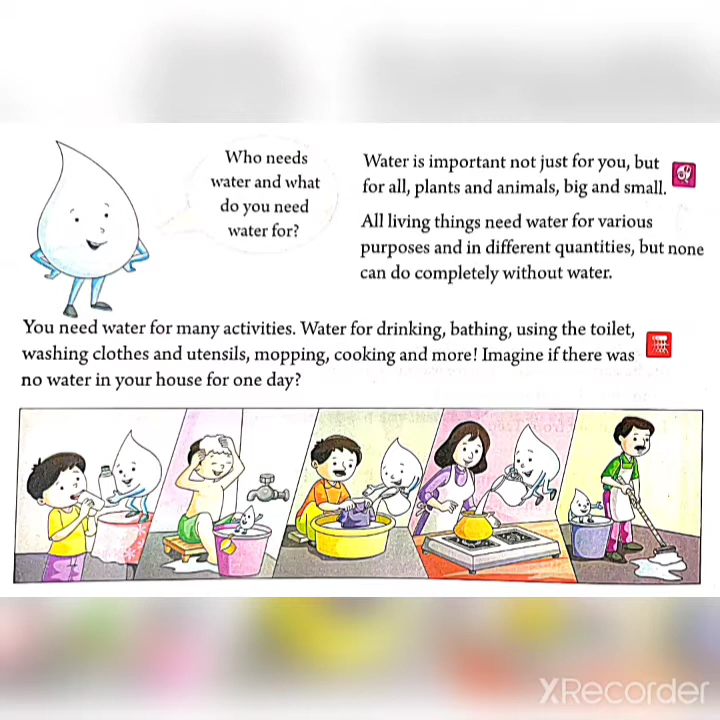 Who needs
water and what
do you need
water for?
Water is important not just for you, but
for all, plants and animals, big and small.
All living things need water for various
purposes and in different quantities, but none
can do completely without water.
You need water for many activities. Water for drinking, bathing, using the toilet,
washing clothes and utensils, mopping, cooking and more! Imagine if there was
no water in your house for one day?
XRecorder